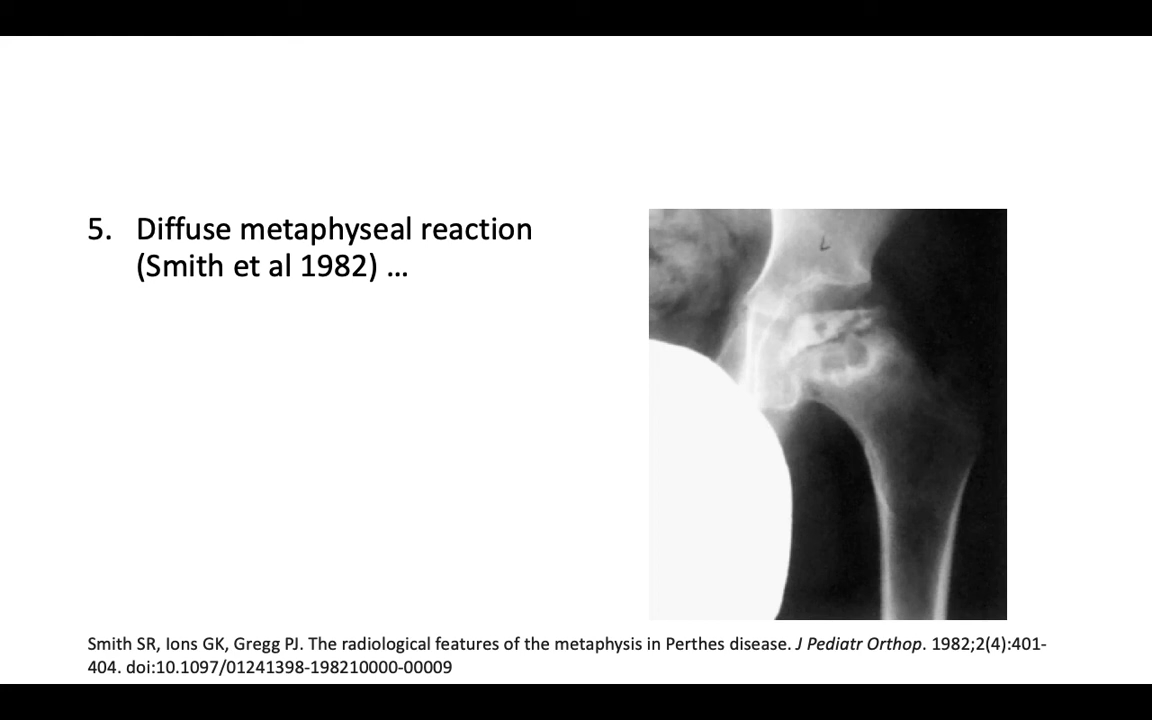 5. Diffuse metaphyseal reaction
(Smith et al 1982) ...
L
Smith SR, Ions GK, Gregg PJ. The radiological features of the metaphysis in Perthes disease. J Pediatr Orthop. 1982;2(4):401-
404. doi:10.1097/01241398-198210000-00009